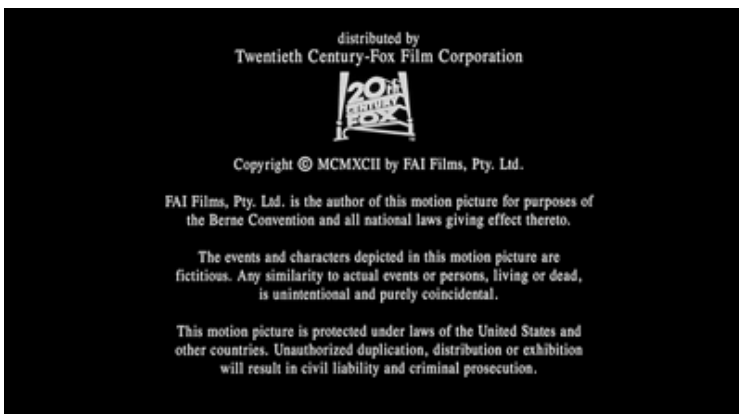 distributed by
Twentieth Century-Fox Film Corporation
20th
CENTURY
FOX
Copyright © MCMXCII by FAI Films, Pty. Ltd.
FAI Films, Pty. Ltd. is the author of this motion picture for purposes of
the Berne Convention and all national laws giving effect thereto.
The events and characters depicted in this motion picture are
fictitious. Any similarity to actual events or persons, living or dead,
is unintentional and purely coincidental.
This motion picture is protected under laws of the United States and
other countries. Unauthorized duplication, distribution or exhibition
will result in civil liability and criminal prosecution.